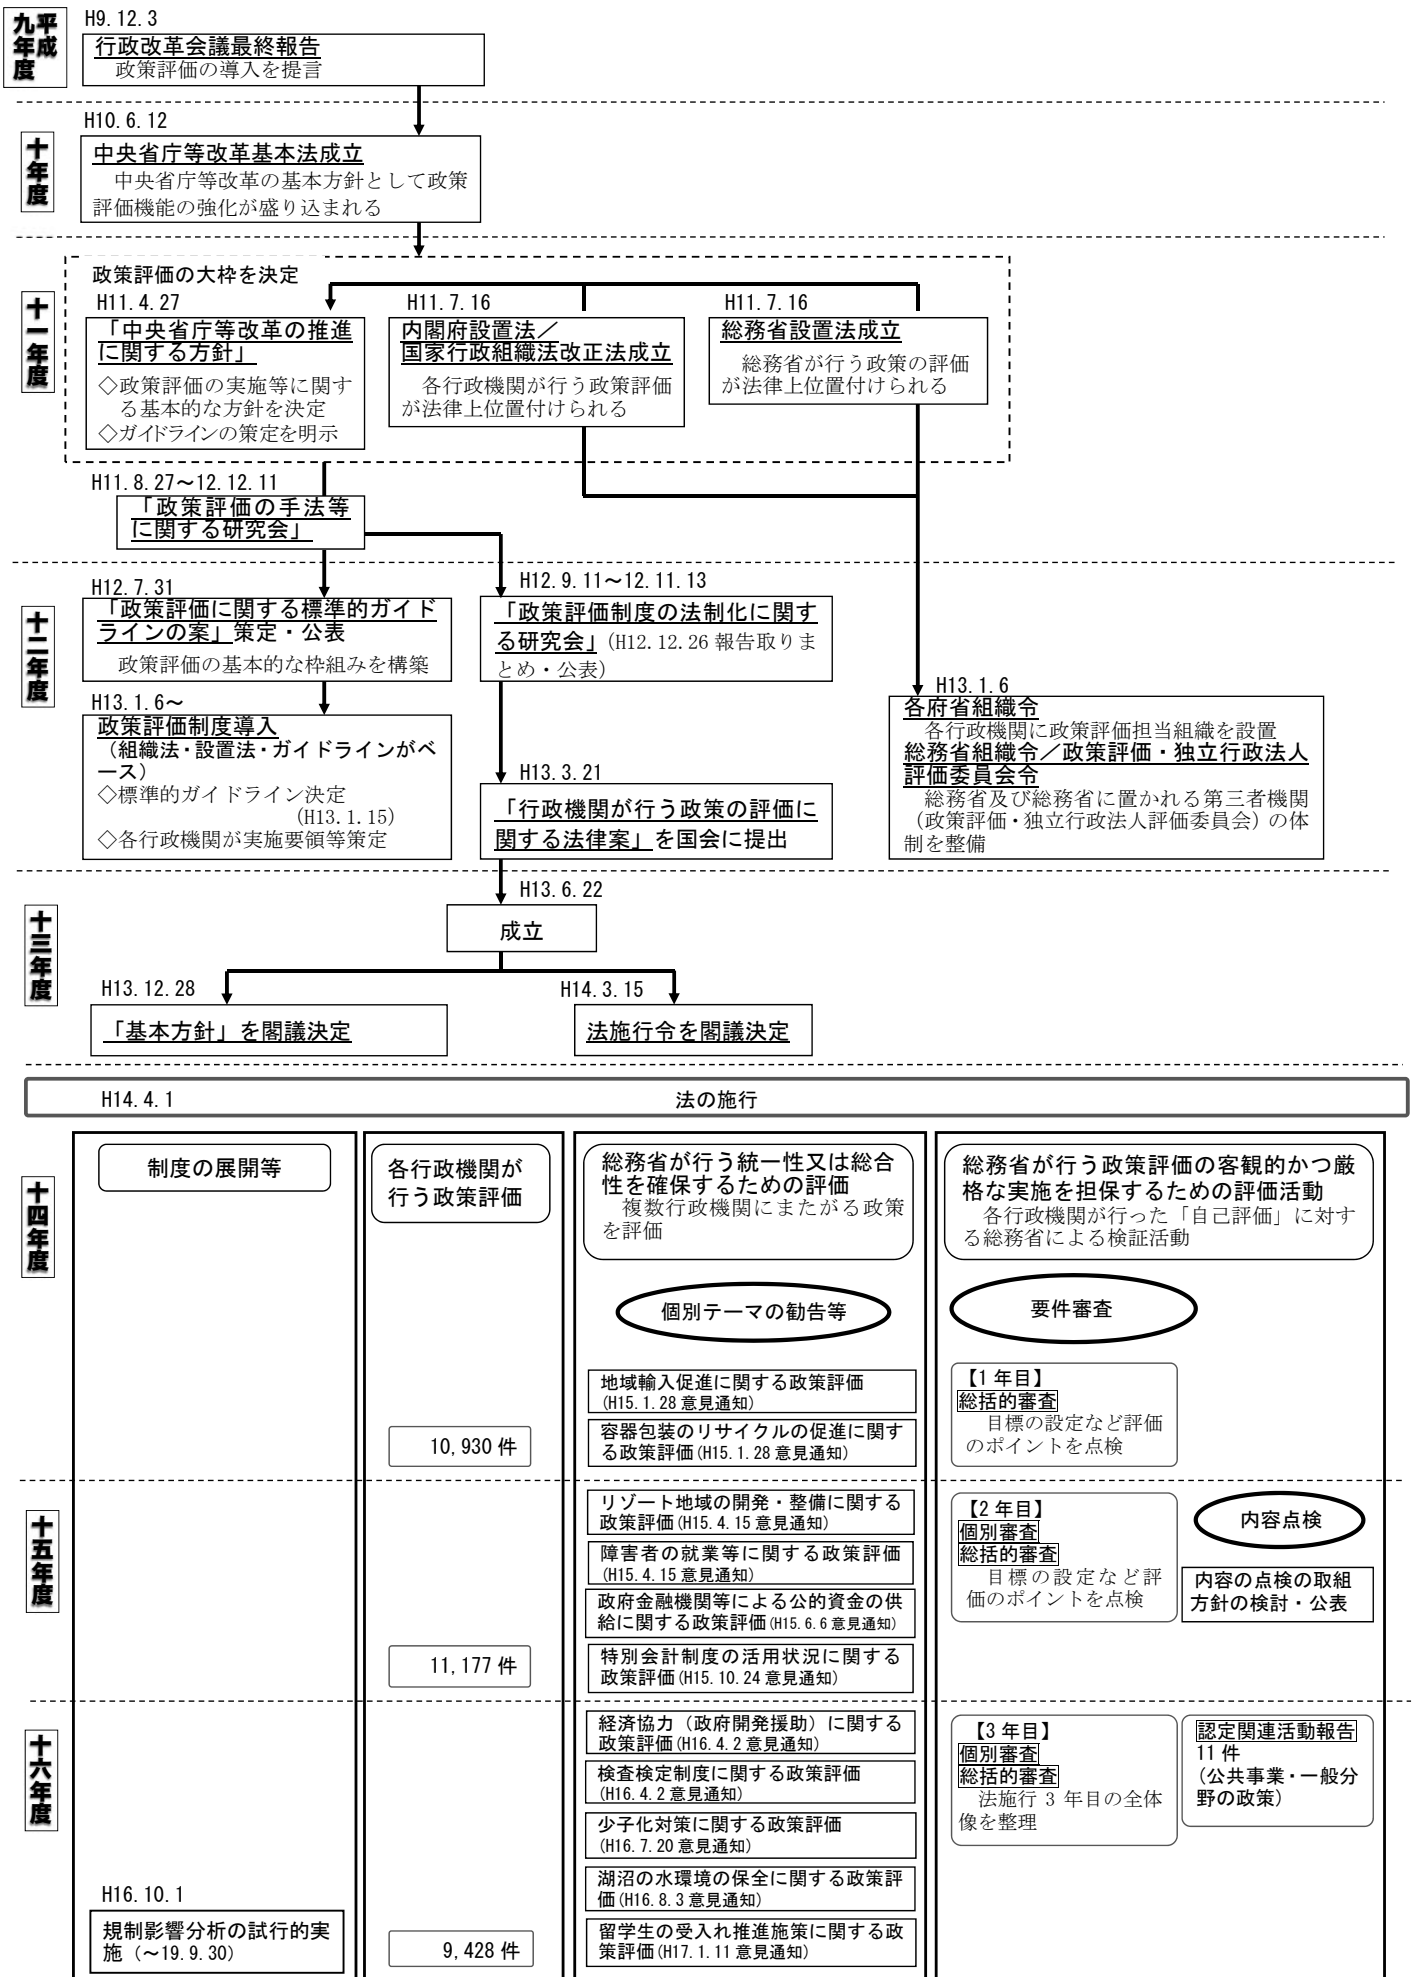 平成
九年度
H9.12.3
行政改革会議最終報告
政策評価の導入を提言
十年度
H10.6.12
中央省庁等改革基本法成立
中央省庁等改革の基本方針として政策
評価機能の強化が盛り込まれる
十一年度
政策評価の大枠を決定
H11.4.27
「中央省庁等改革の推進
に関する方針」
◇政策評価の実施等に関す
る基本的な方針を決定
◇ガイドラインの策定を明示
H11.7.16
内閣府設置法／
国家行政組織法改正法成立
各行政機関が行う政策評価
が法律上位置付けられる
H11.7.16
総務省設置法成立
総務省が行う政策の評価
が法律上位置付けられる
H11.8.27～12.12.11
「政策評価の手法等
に関する研究会」
十二年度
H12.7.31
「政策評価に関する標準的ガイド
ラインの案」策定・公表
政策評価の基本的な枠組みを構築
H12.9.11～12.11.13
「政策評価制度の法制化に関す
る研究会」(H12.12.26 報告取りま
とめ・公表)
H13.1.6～
政策評価制度導入
（組織法・設置法・ガイドラインがベ
ース）
◇標準的ガイドライン決定
(H13.1.15)
◇各行政機関が実施要領等策定
H13.3.21
「行政機関が行う政策の評価に
関する法律案」を国会に提出
H13.1.6
各府省組織令
各行政機関に政策評価担当組織を設置
総務省組織令／政策評価・独立行政法人
評価委員会令
総務省及び総務省に置かれる第三者機関
（政策評価・独立行政法人評価委員会）の体
制を整備
十三年度
H13.6.22
成立
H13.12.28
「基本方針」を閣議決定
H14.3.15
法施行令を閣議決定
H14.4.1 法の施行
十四年度
制度の展開等
各行政機関が
行う政策評価
総務省が行う統一性又は総合
性を確保するための評価
複数行政機関にまたがる政策
を評価
総務省が行う政策評価の客観的かつ厳
格な実施を担保するための評価活動
各行政機関が行った「自己評価」に対す
る総務省による検証活動
個別テーマの勧告等
要件審査
10,930 件
地域輸入促進に関する政策評価
(H15.1.28 意見通知)
容器包装のリサイクルの促進に関す
る政策評価(H15.1.28 意見通知)
【1 年目】
総括的審査
目標の設定など評価
のポイントを点検
十五年度
11,177 件
リゾート地域の開発・整備に関する
政策評価(H15.4.15 意見通知)
障害者の就業等に関する政策評価
(H15.4.15 意見通知)
政府金融機関等による公的資金の供
給に関する政策評価(H15.6.6 意見通知)
特別会計制度の活用状況に関する
政策評価(H15.10.24 意見通知)
【2 年目】
個別審査
総括的審査
目標の設定など評
価のポイントを点検
内容点検
内容の点検の取組
方針の検討・公表
十六年度
H16.10.1
規制影響分析の試行的実
施（～19.9.30）
9,428 件
経済協力（政府開発援助）に関する
政策評価(H16.4.2 意見通知)
検査検定制度に関する政策評価
(H16.4.2 意見通知)
少子化対策に関する政策評価
(H16.7.20 意見通知)
湖沼の水環境の保全に関する政策評
価(H16.8.3 意見通知)
留学生の受入れ推進施策に関する政
策評価(H17.1.11 意見通知)
【3 年目】
個別審査
総括的審査
法施行 3 年目の全体
像を整理
認定関連活動報告
11 件
（公共事業・一般分
野の政策）